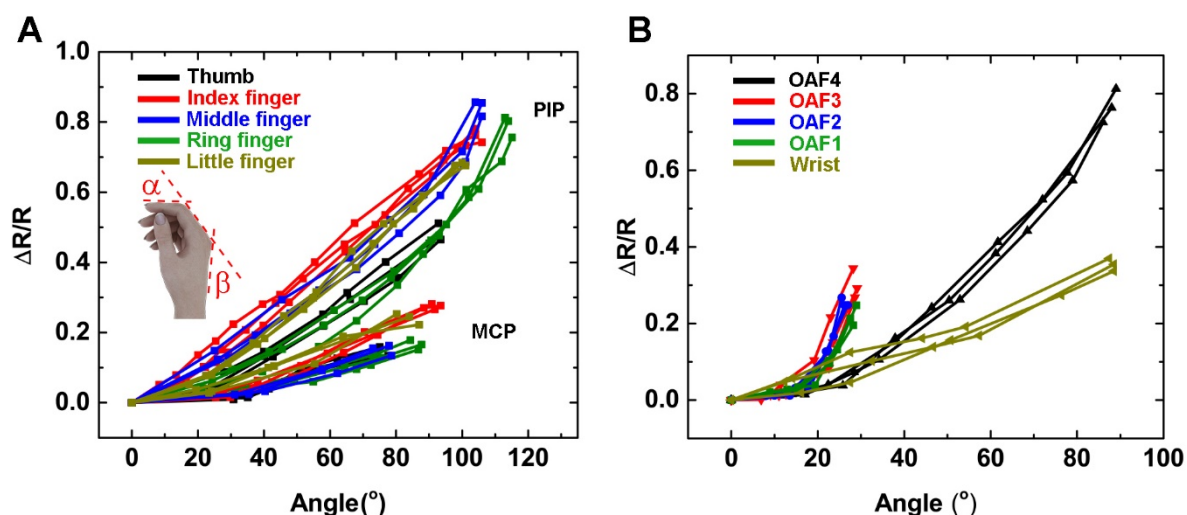 A
ΔR/R
1.0
0.8
0.6
0.4
0.2
0.0
Thumb
Index finger
Middle finger
Ring finger
Little finger
α
β
PIP
MCP
0 20 40 60 80 100 120
Angle(°)
B
ΔR/R
0.8
0.6
0.4
0.2
0.0
OAF4
OAF3
OAF2
OAF1
Wrist
0 20 40 60 80 100
Angle (°)